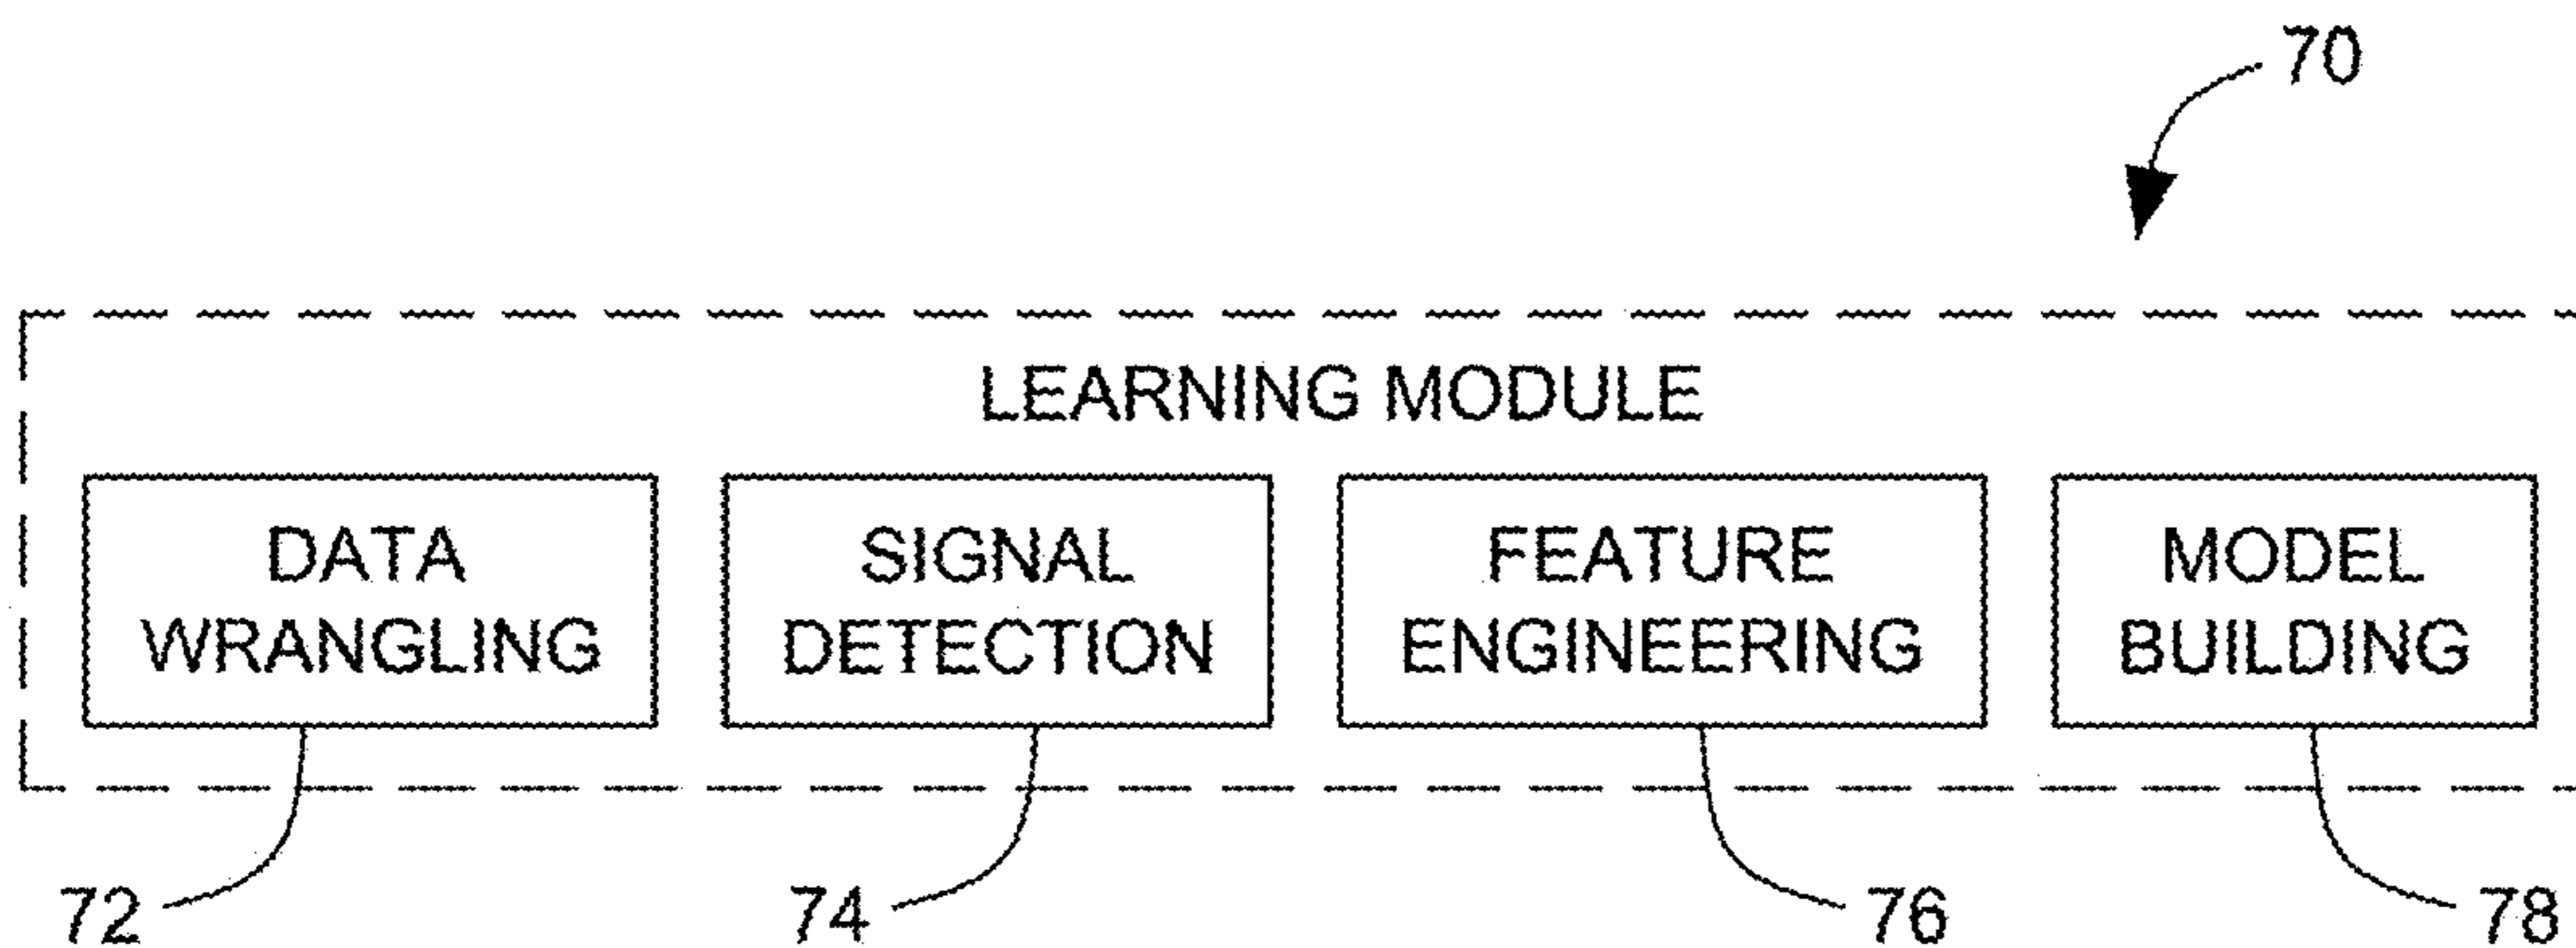 70
LEARNING MODULE
DATA
WRANGLING
SIGNAL
DETECTION
FEATURE
ENGINEERING
MODEL
BUILDING
72
74
76
78